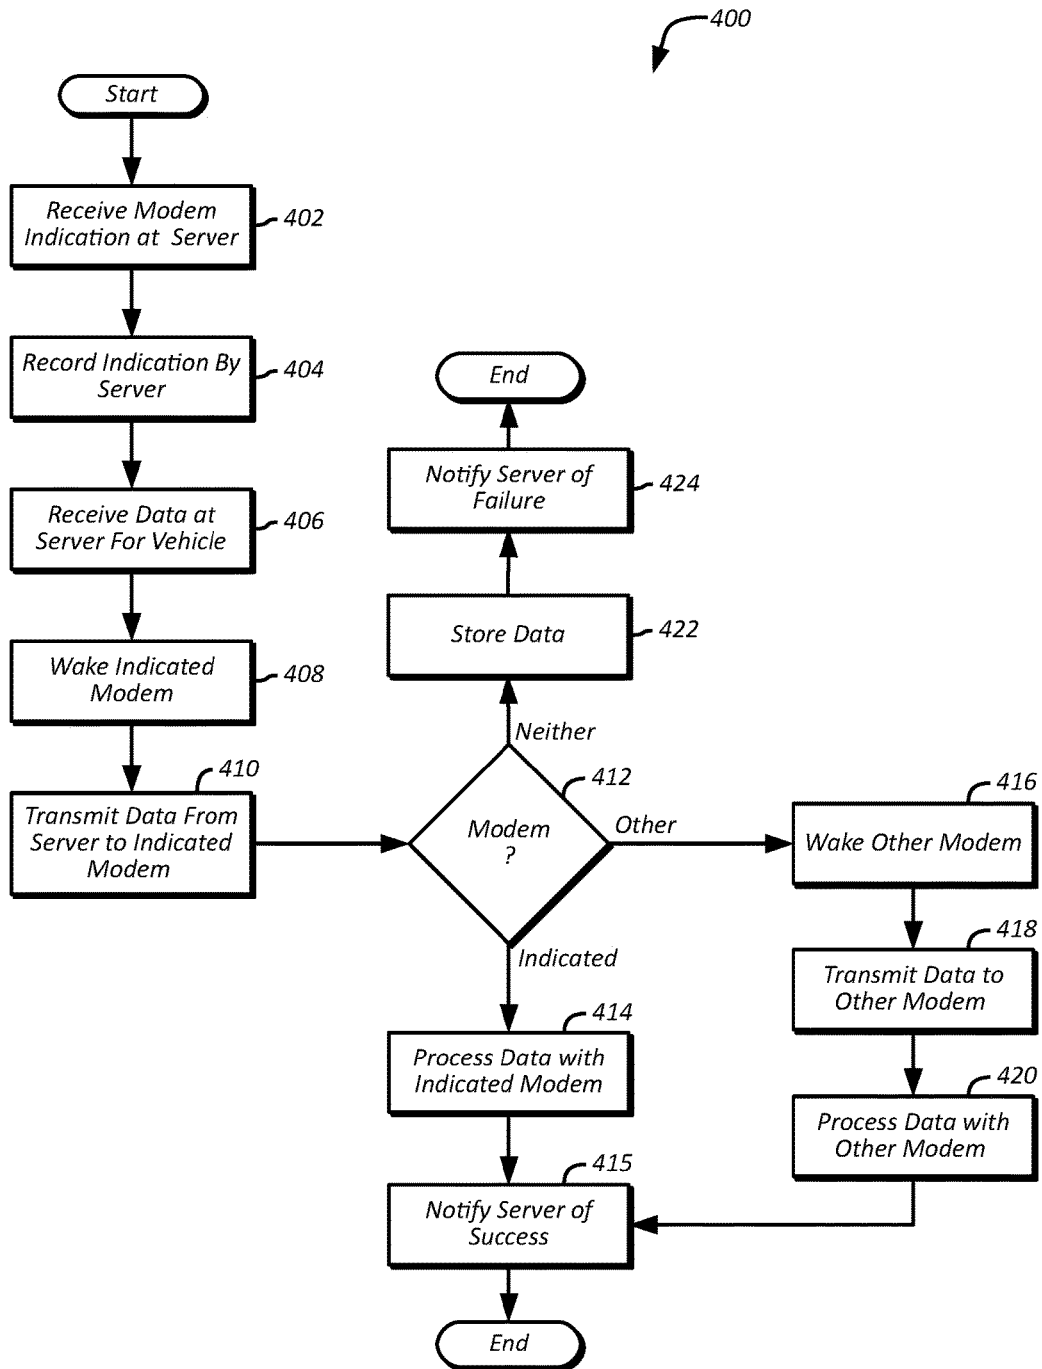 400
Start
Receive Modem
Indication at Server
402
Record Indication By
Server
404
Receive Data at
Server For Vehicle
406
Wake Indicated
Modem
408
410
Transmit Data From
Server to Indicated
Modem
End
Notify Server of
Failure
424
Store Data
422
Neither
412
Modem
?
Other
Indicated
416
Wake Other Modem
418
Transmit Data to
Other Modem
420
Process Data with
Other Modem
414
Process Data with
Indicated Modem
415
Notify Server of
Success
End